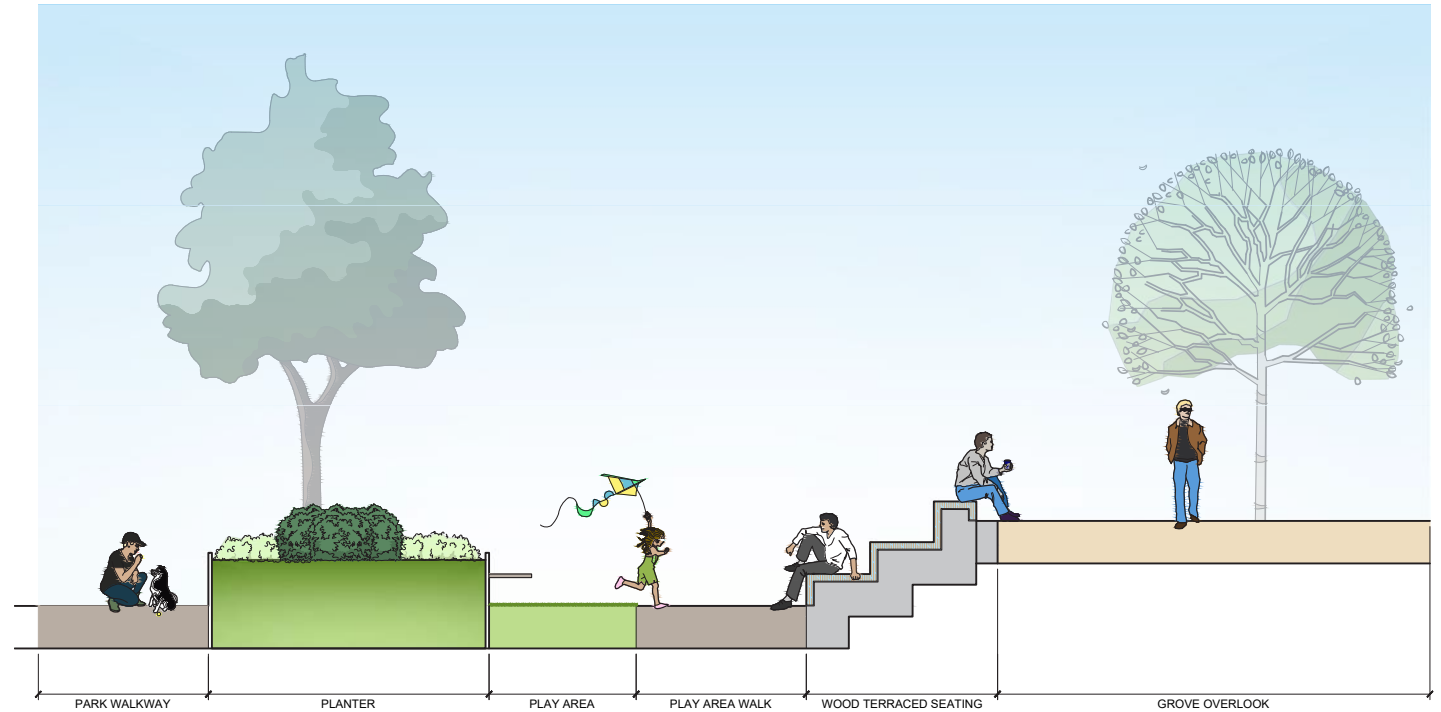 PARK WALKWAY
PLANTER
PLAY AREA
PLAY AREA WALK
WOOD TERRACED SEATING
GROVE OVERLOOK